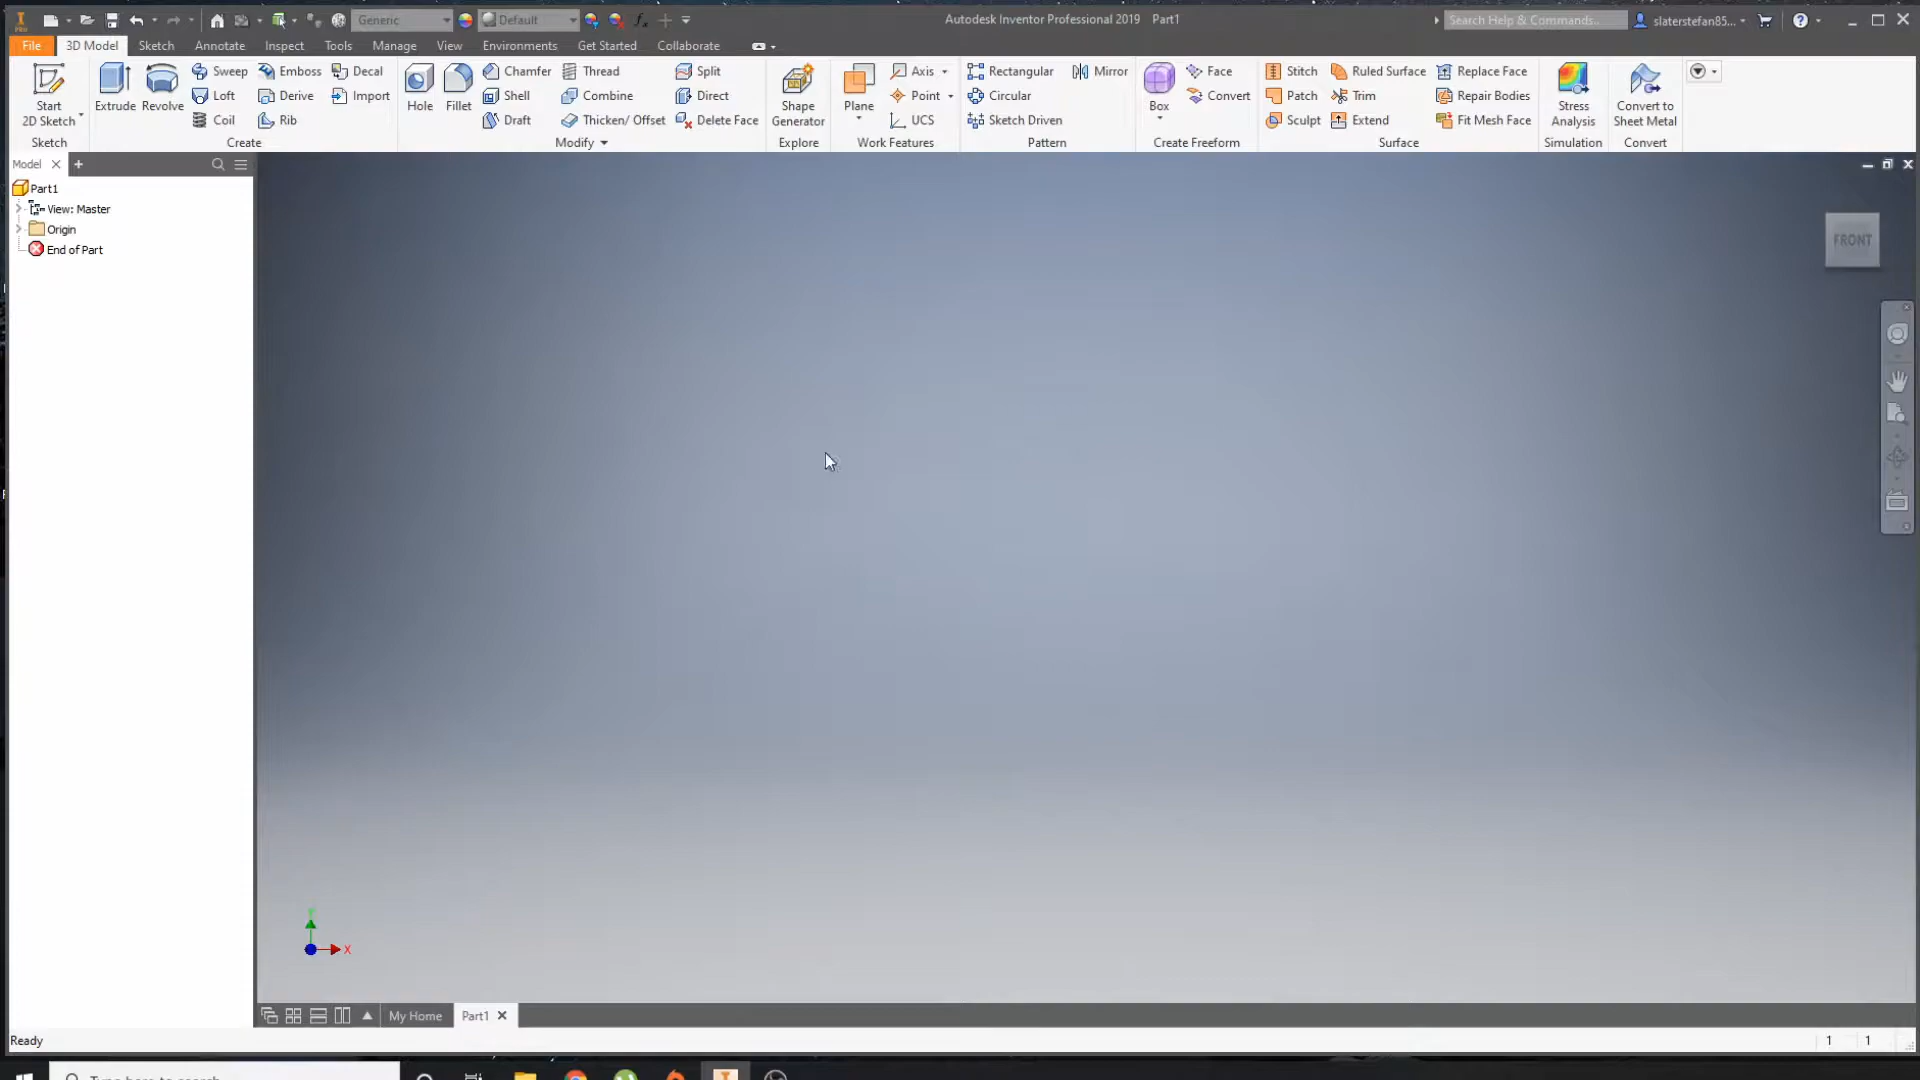 Generic Default Autodesk Inventor Professional 2019 Part1 Search Help & Commands... slaterstefan85...
File 3D Model Sketch Annotate Inspect Tools Manage View Environments Get Started Collaborate
Start 2D Sketch Extrude Revolve Sweep Emboss Decal
Loft Derive Import
Coil Rib
Hole Fillet Chamfer Thread Split
Shell Combine Direct
Draft Thicken/ Offset Delete Face
Shape Generator
Plane Axis
Point
UCS
Rectangular Mirror
Circular
Sketch Driven
Box Face
Convert
Stitch Ruled Surface Replace Face
Patch Trim Repair Bodies
Sculpt Extend Fit Mesh Face
Stress Analysis
Convert to Sheet Metal
Sketch Create Modify Explore Work Features Pattern Create Freeform Surface Simulation Convert
Model
Part1
View: Master
Origin
End of Part
FRONT
Y
X
My Home Part1
Ready 1 1
Type here to search